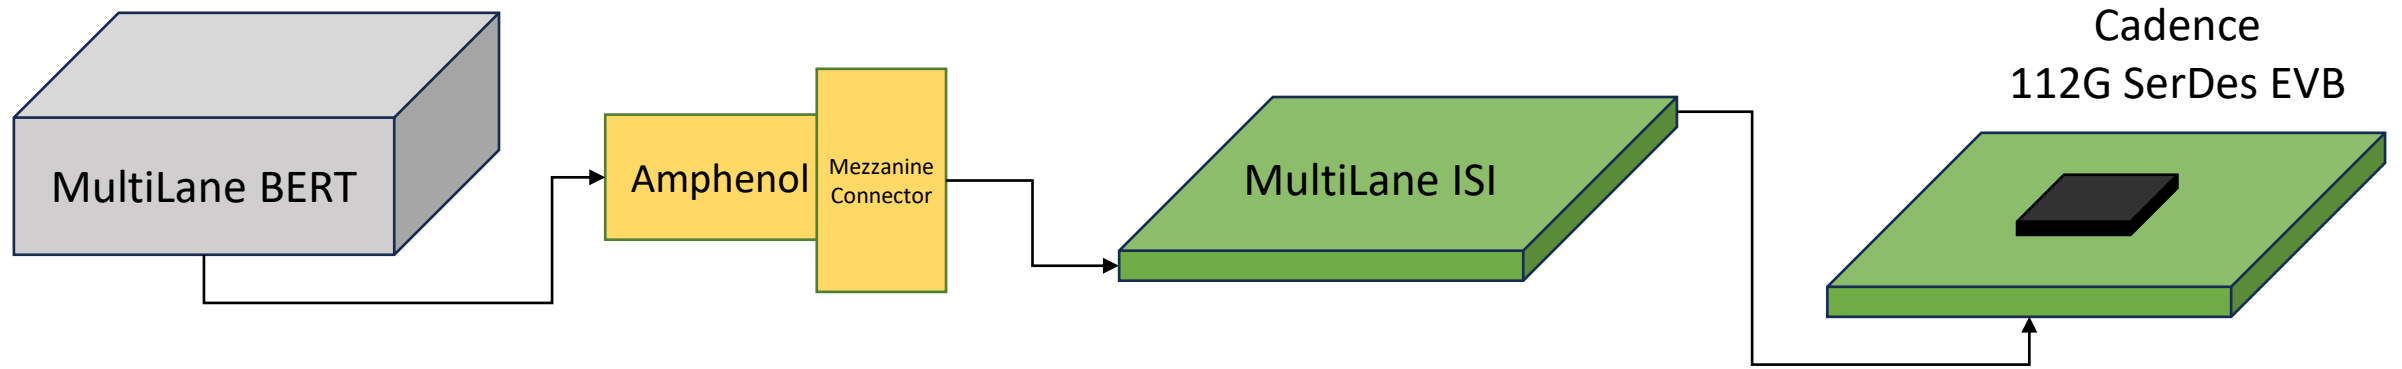 MultiLane BERT
Amphenol
Mezzanine
Connector
MultiLane ISI
Cadence
112G SerDes EVB